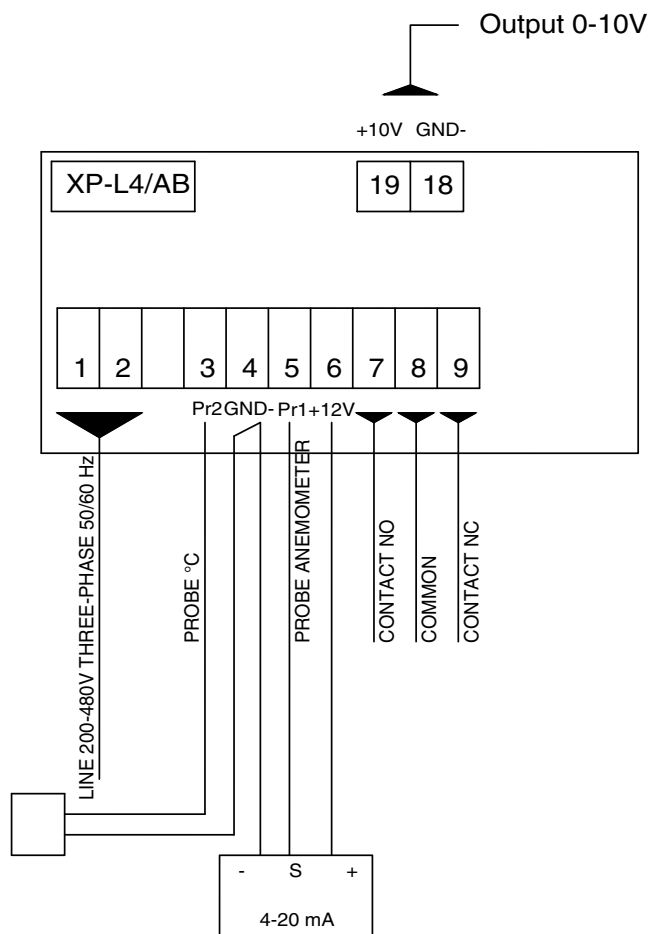 Output 0-10V
+10V GND-
XP-L4/AB
19 18
1 2 3 4 5 6 7 8 9
Pr2 GND- Pr1 +12V
LINE 200-480V THREE-PHASE 50/60 Hz
PROBE °C
PROBE ANEMOMETER
CONTACT NO
COMMON
CONTACT NC
- S +
4-20 mA